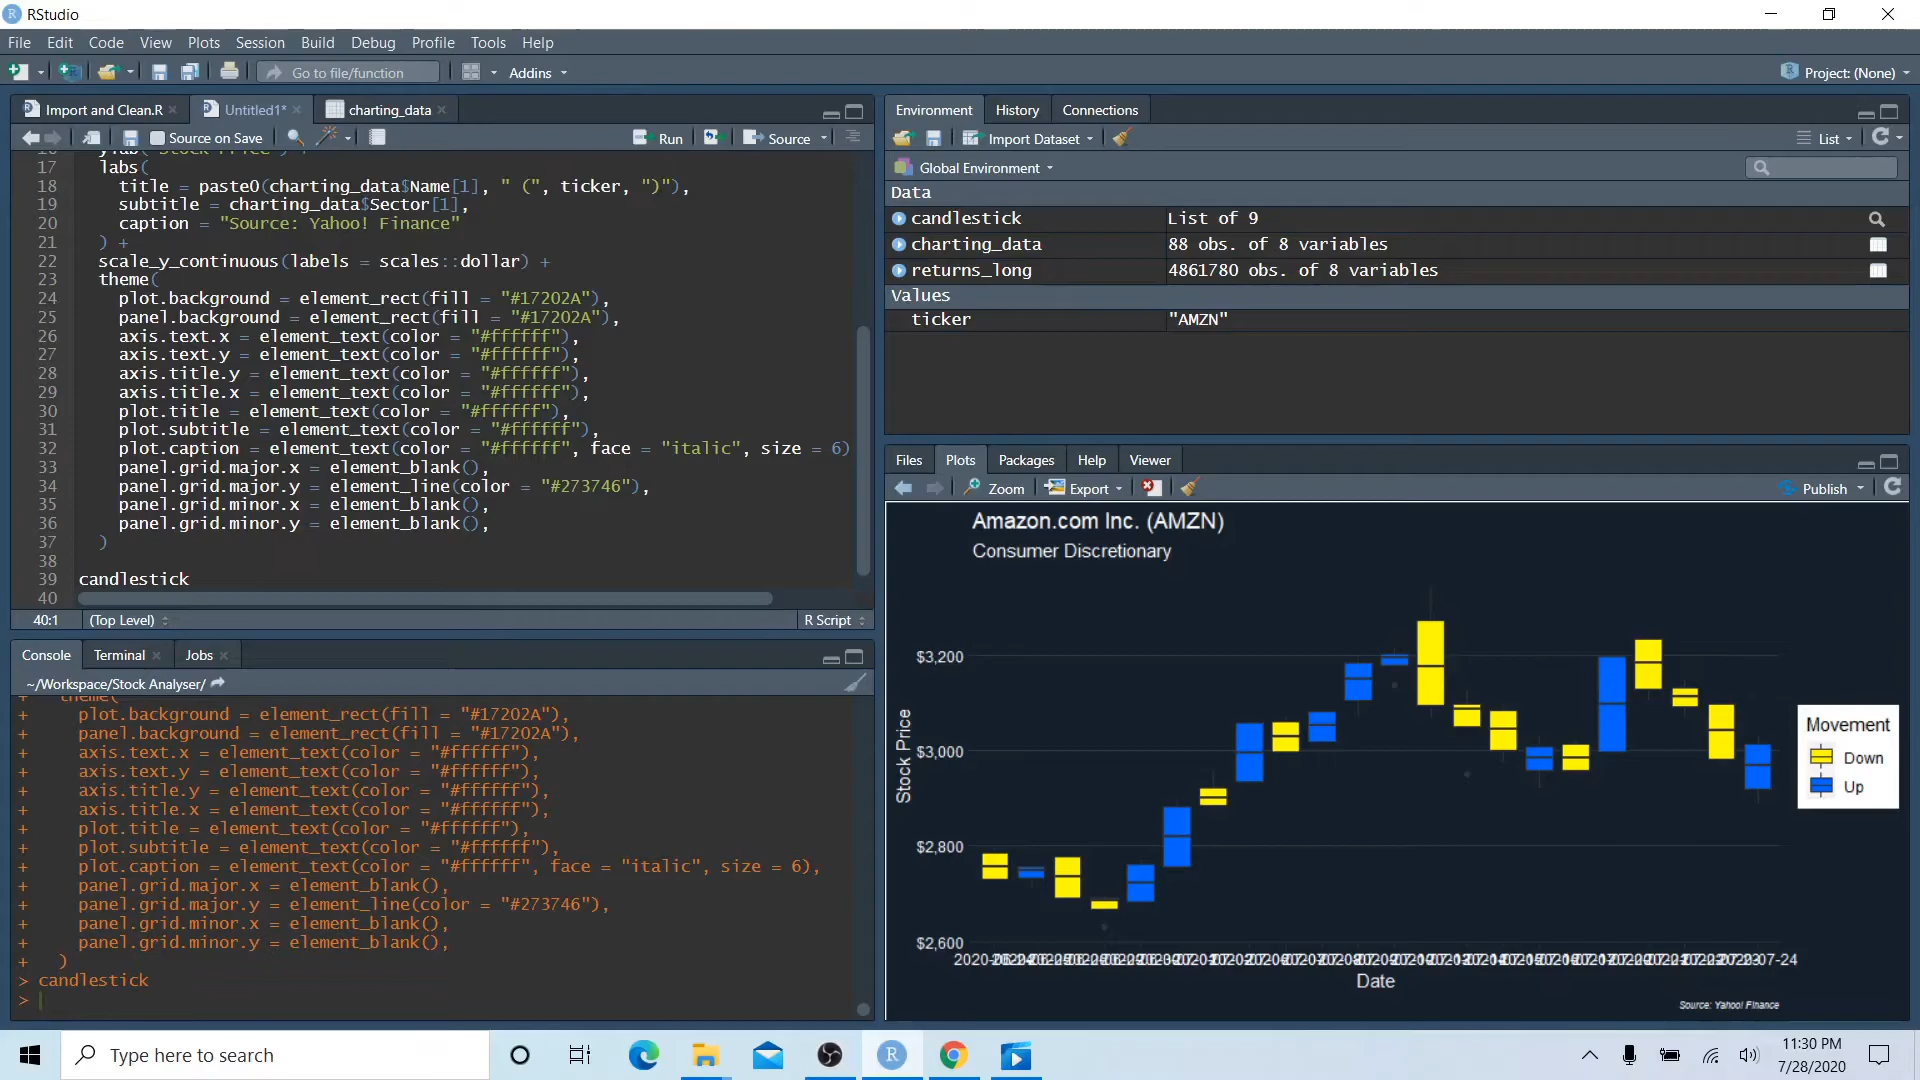 RStudio
File Edit Code View Plots Session Build Debug Profile Tools Help
Go to file/function Addins Project: (None)
Import and Clean.R Untitled1* charting_data
Source on Save Run Source
17 labs(
18 title = paste0(charting_data$Name[1], " (", ticker, ")"),
19 subtitle = charting_data$Sector[1],
20 caption = "Source: Yahoo! Finance"
21 ) +
22 scale_y_continuous(labels = scales::dollar) +
23 theme(
24 plot.background = element_rect(fill = "#17202A"),
25 panel.background = element_rect(fill = "#17202A"),
26 axis.text.x = element_text(color = "#ffffff"),
27 axis.text.y = element_text(color = "#ffffff"),
28 axis.title.y = element_text(color = "#ffffff"),
29 axis.title.x = element_text(color = "#ffffff"),
30 plot.title = element_text(color = "#ffffff"),
31 plot.subtitle = element_text(color = "#ffffff"),
32 plot.caption = element_text(color = "#ffffff", face = "italic", size = 6)
33 panel.grid.major.x = element_blank(),
34 panel.grid.major.y = element_line(color = "#273746"),
35 panel.grid.minor.x = element_blank(),
36 panel.grid.minor.y = element_blank(),
37 )
38
39 candlestick
40
40:1 (Top Level) R Script
Console Terminal Jobs
~/Workspace/Stock Analyser/
+ theme(
+ plot.background = element_rect(fill = "#17202A"),
+ panel.background = element_rect(fill = "#17202A"),
+ axis.text.x = element_text(color = "#ffffff"),
+ axis.text.y = element_text(color = "#ffffff"),
+ axis.title.y = element_text(color = "#ffffff"),
+ axis.title.x = element_text(color = "#ffffff"),
+ plot.title = element_text(color = "#ffffff"),
+ plot.subtitle = element_text(color = "#ffffff"),
+ plot.caption = element_text(color = "#ffffff", face = "italic", size = 6),
+ panel.grid.major.x = element_blank(),
+ panel.grid.major.y = element_line(color = "#273746"),
+ panel.grid.minor.x = element_blank(),
+ panel.grid.minor.y = element_blank(),
+ )
> candlestick
>
Environment History Connections
Import Dataset List
Global Environment
Data
candlestick List of 9
charting_data 88 obs. of 8 variables
returns_long 4861780 obs. of 8 variables
Values
ticker "AMZN"
Files Plots Packages Help Viewer
Zoom Export Publish
Amazon.com Inc. (AMZN)
Consumer Discretionary
$3,200
$3,000
$2,800
$2,600
Stock Price
Movement
Down
Up
Date
Source: Yahoo! Finance
Type here to search
11:30 PM
7/28/2020